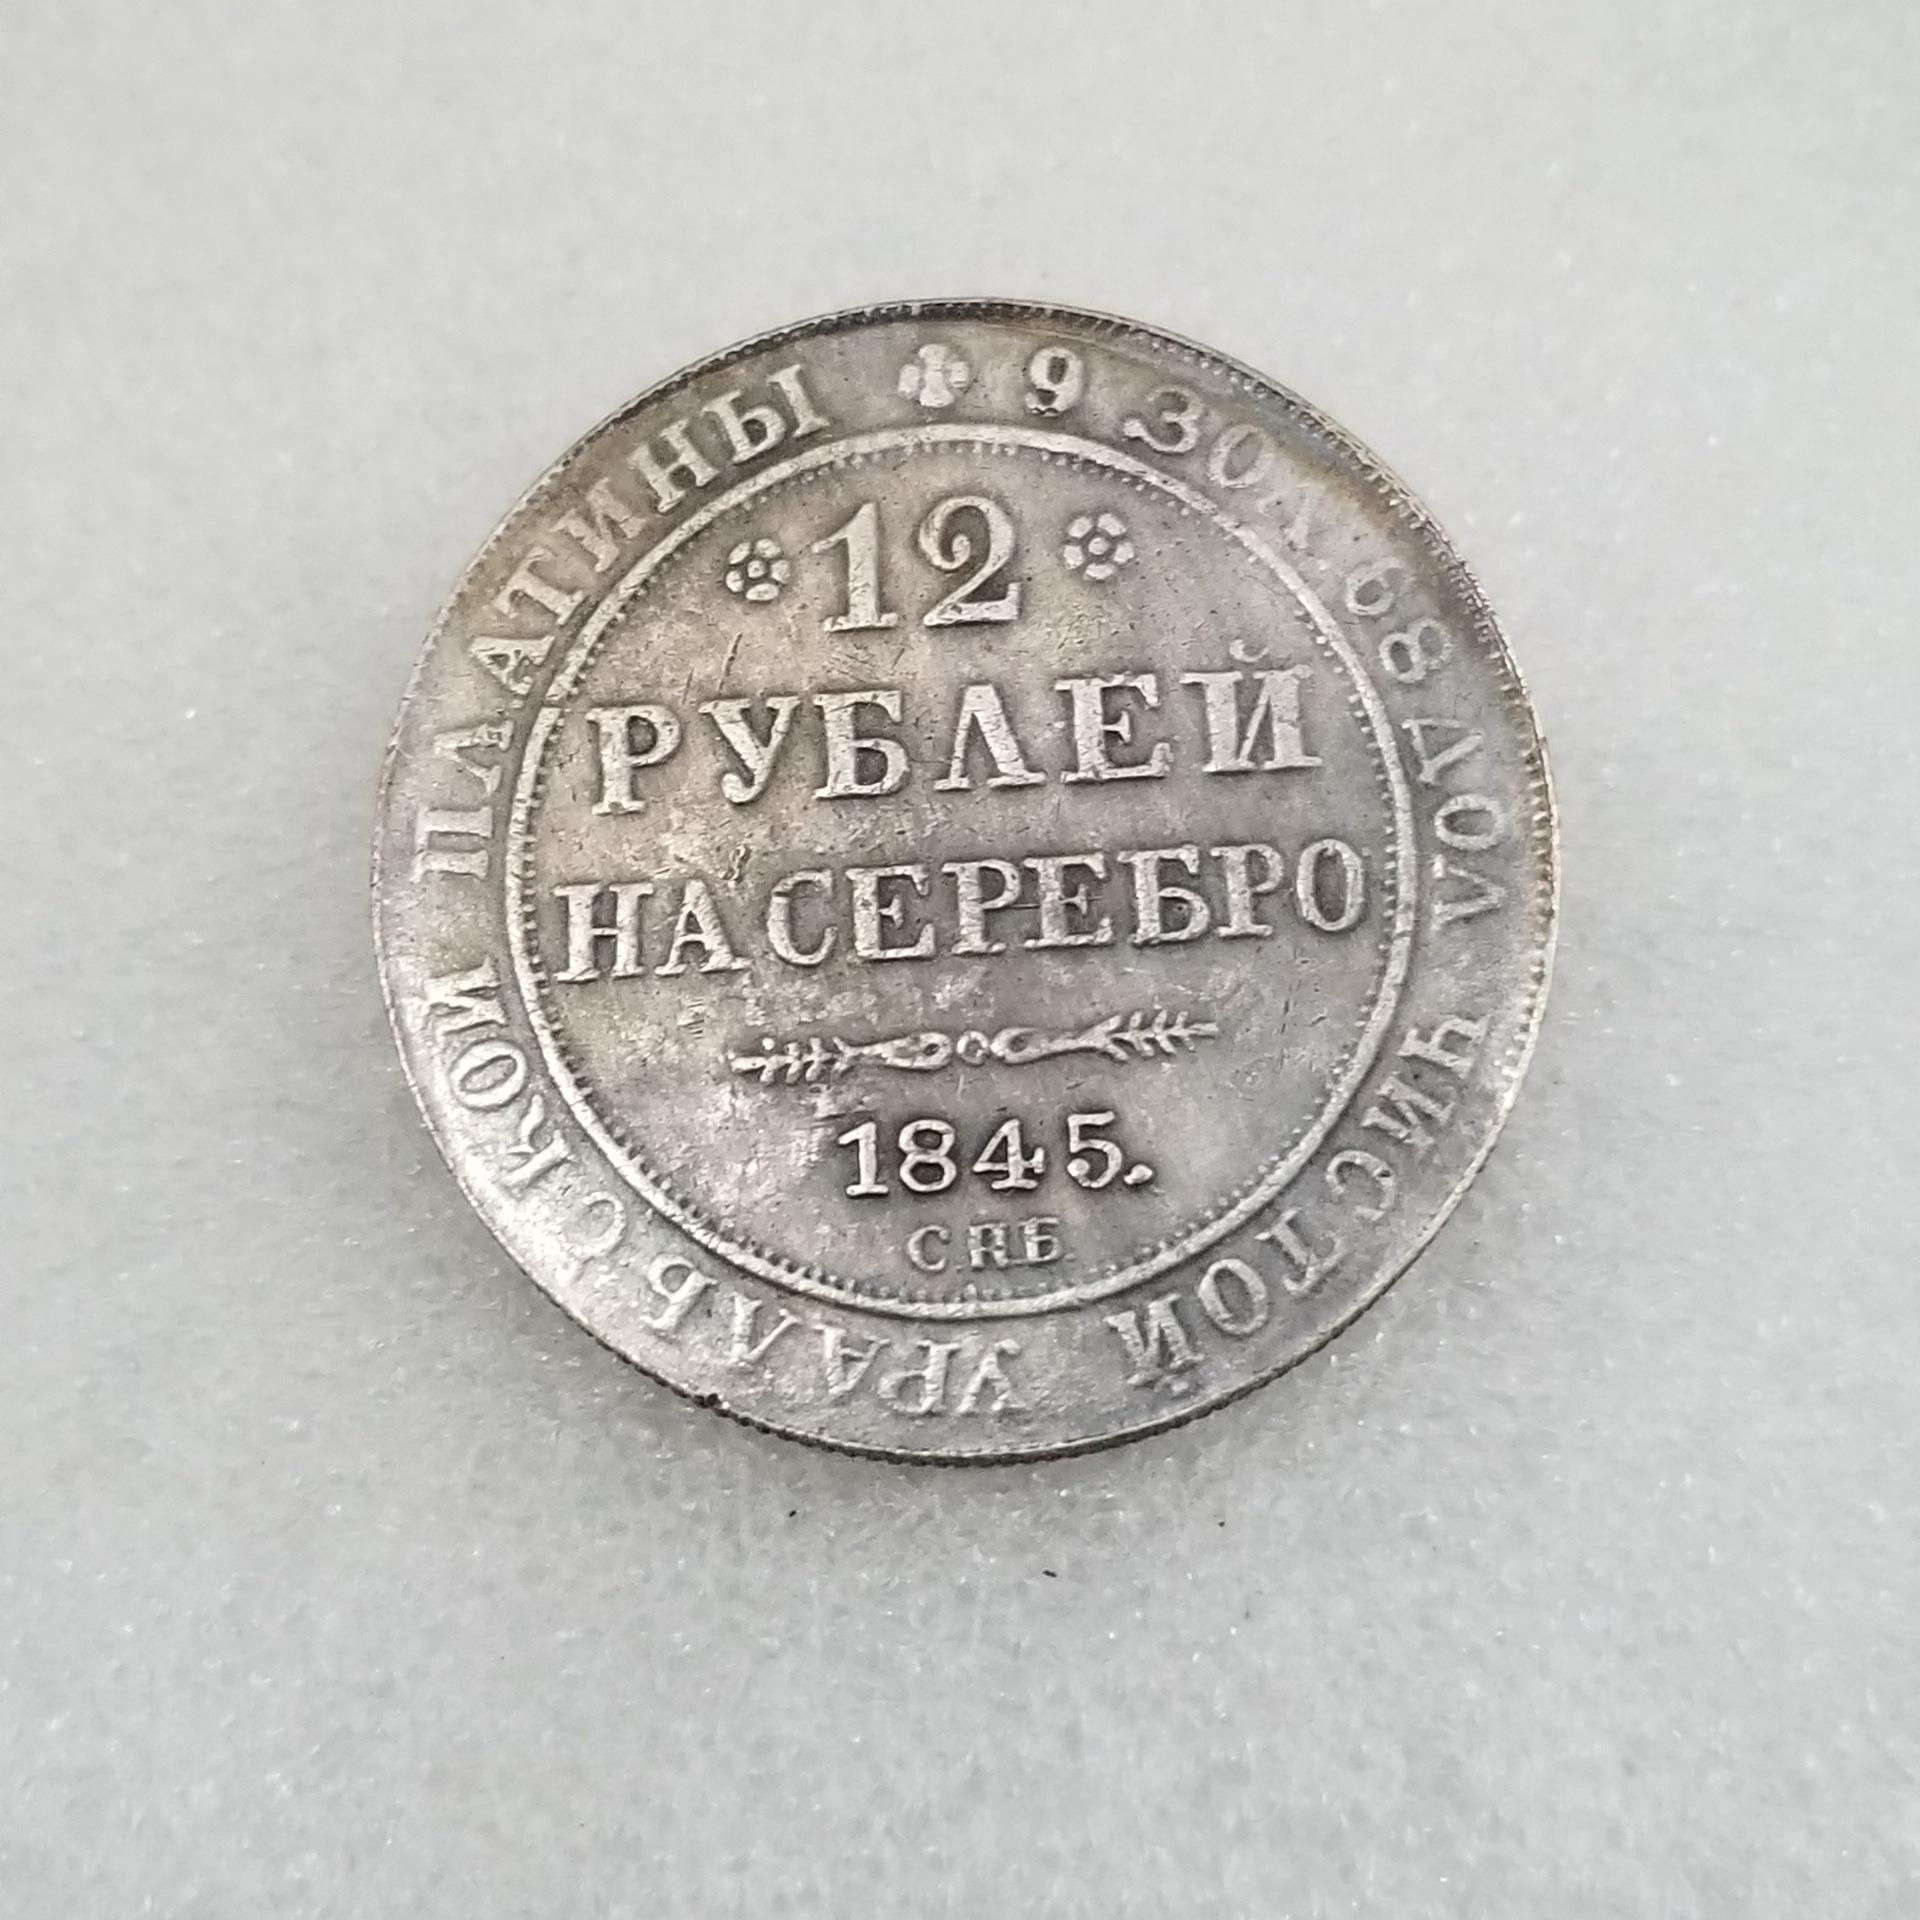 12
РУБЛЕЙ
НА СЕРЕБРО
1845.
СПБ
9 ЗОЛ 68 ДОЛ ЧИСТОЙ УРАЛЬСКОЙ ПЛАТИНЫ